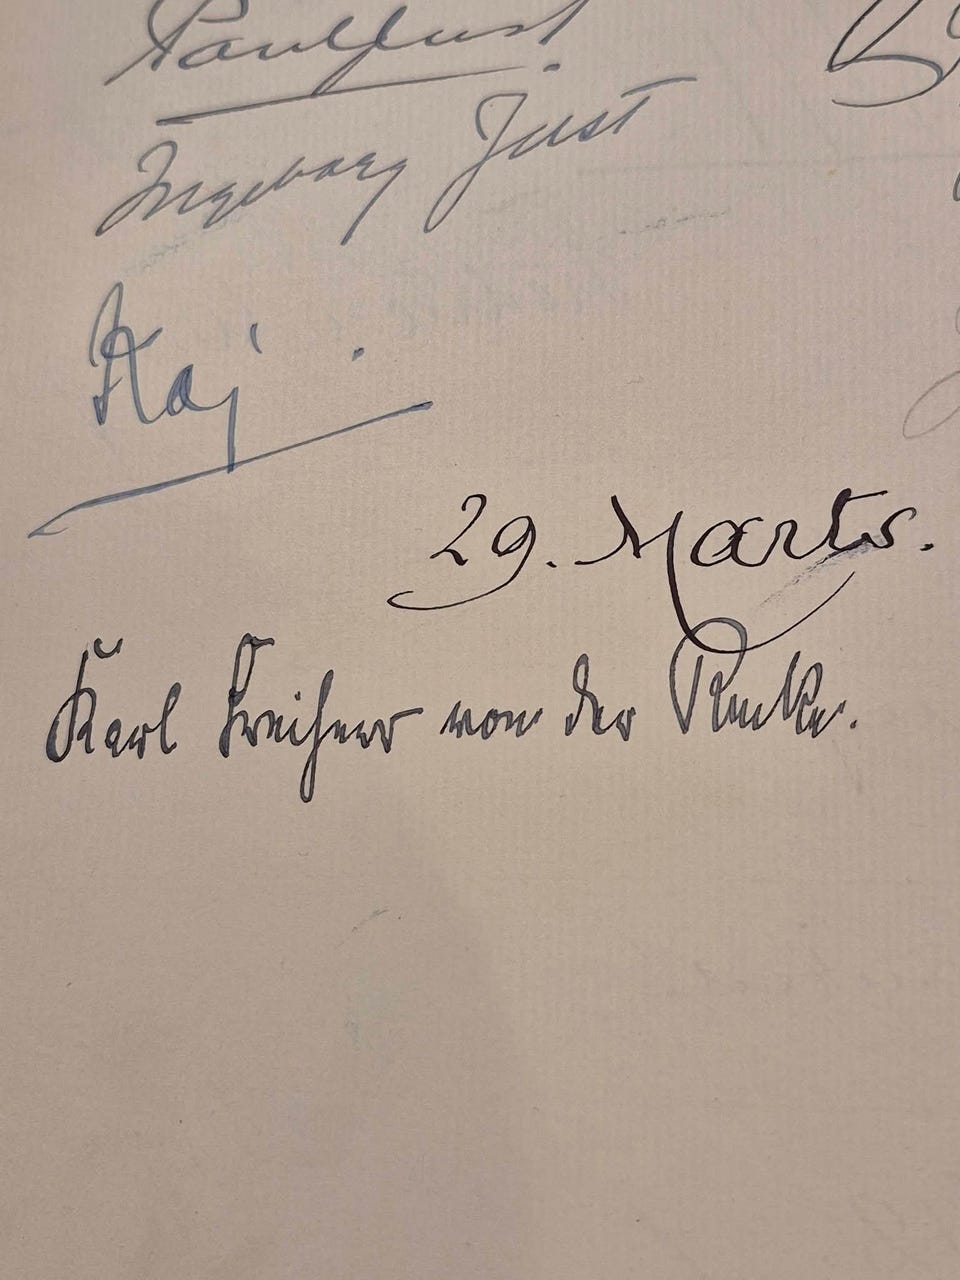 Paul Just.
Ingeborg Just
Kaj.
29. Marts.
Karl Freiherr von der